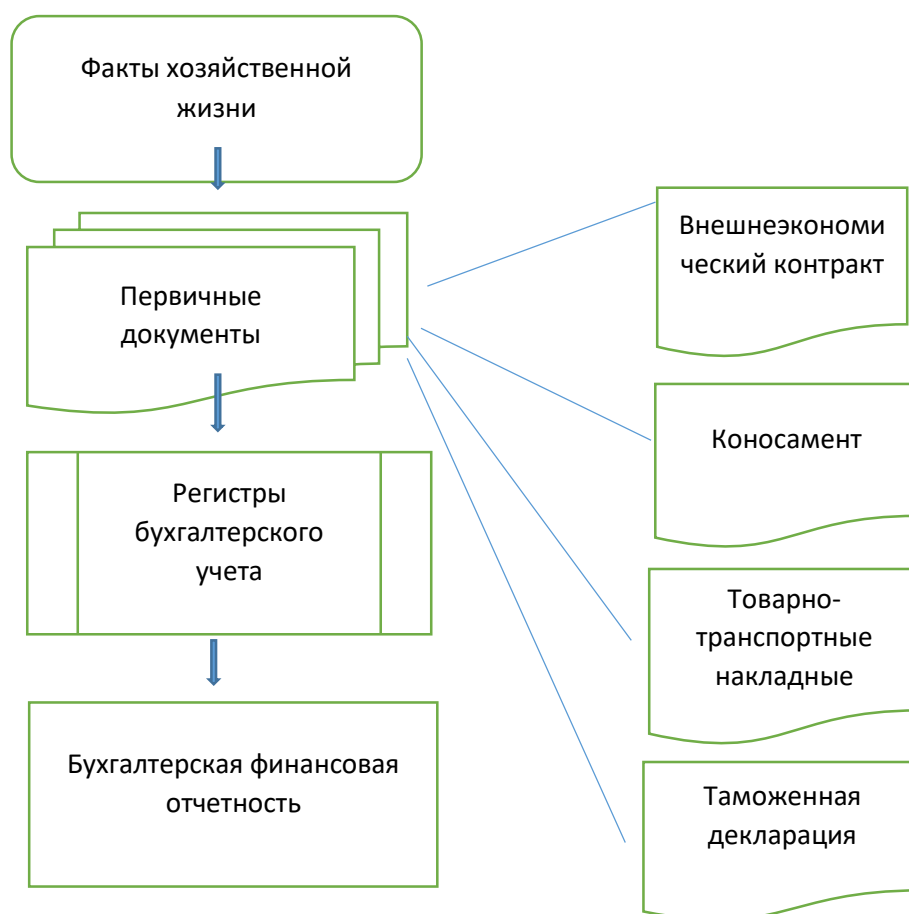 Факты хозяйственной
жизни
Первичные
документы
Регистры
бухгалтерского
учета
Бухгалтерская финансовая
отчетность
Внешнеэкономи
ческий контракт
Коносамент
Товарно-
транспортные
накладные
Таможенная
декларация